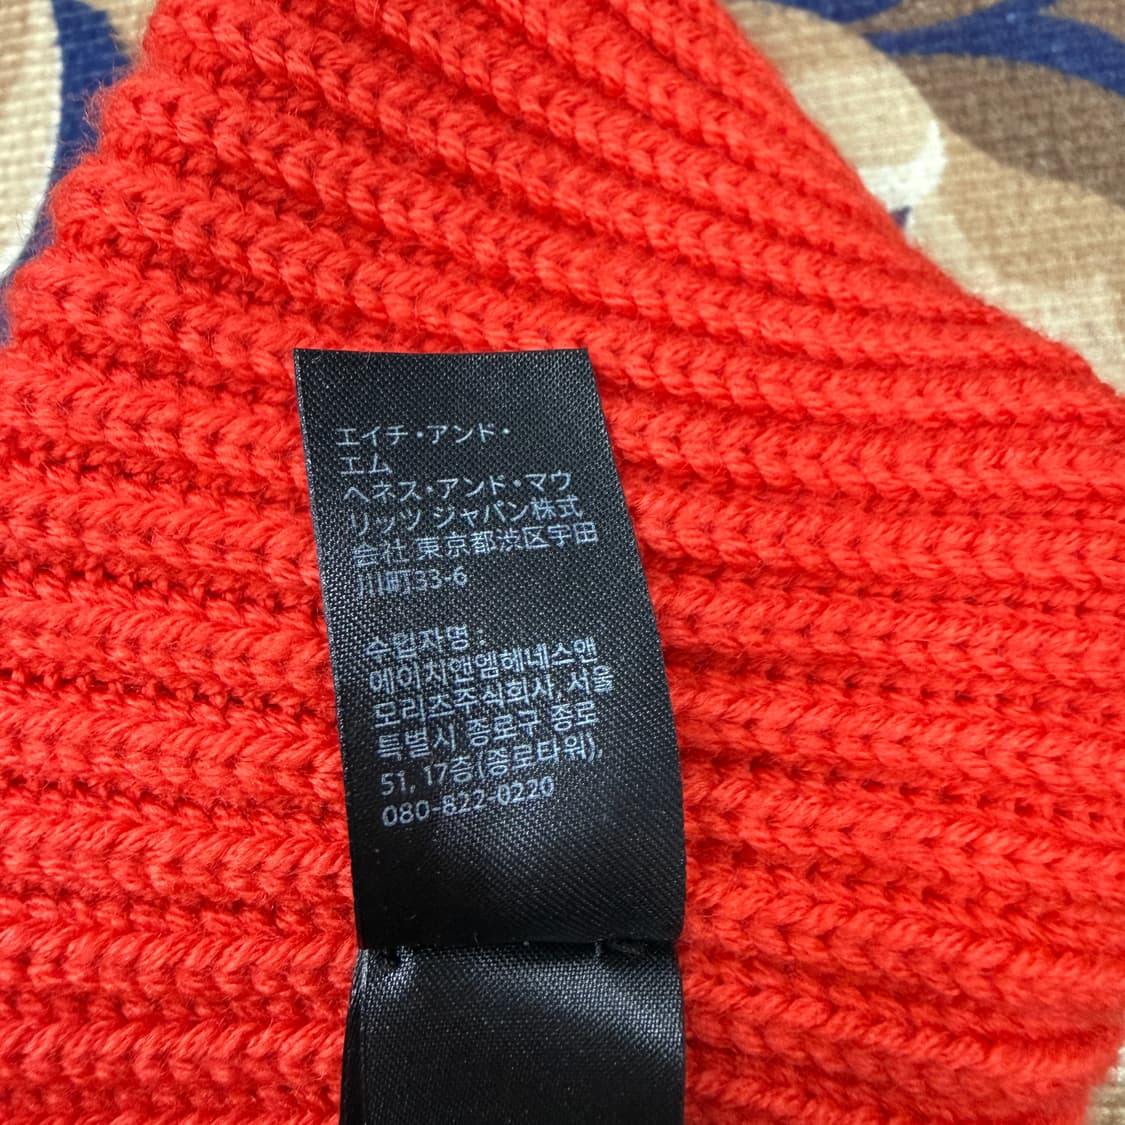 エイチ・アンド・
エム
ヘネス・アンド・マウ
リッツ ジャパン株式
会社 東京都渋区宇田
川町33-6
수입자명 :
에이치앤엠헤네스앤
모리츠주식회사, 서울
특별시 종로구 종로
51, 17층(종로타워),
080-822-0220